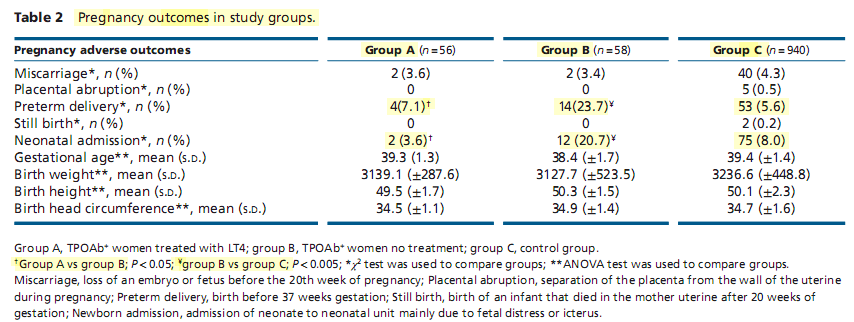 Table 2 Pregnancy outcomes in study groups.
Pregnancy adverse outcomes Group A (n=56) Group B (n=58) Group C (n=940)
Miscarriage*, n (%) 2 (3.6) 2 (3.4) 40 (4.3)
Placental abruption*, n (%) 0 0 5 (0.5)
Preterm delivery*, n (%) 4(7.1)† 14(23.7)¥ 53 (5.6)
Still birth*, n (%) 0 0 2 (0.2)
Neonatal admission*, n (%) 2 (3.6)† 12 (20.7)¥ 75 (8.0)
Gestational age**, mean (S.D.) 39.3 (1.3) 38.4 (±1.7) 39.4 (±1.4)
Birth weight**, mean (S.D.) 3139.1 (±287.6) 3127.7 (±523.5) 3236.6 (±448.8)
Birth height**, mean (S.D.) 49.5 (±1.7) 50.3 (±1.5) 50.1 (±2.3)
Birth head circumference**, mean (S.D.) 34.5 (±1.1) 34.9 (±1.4) 34.7 (±1.6)
Group A, TPOAb⁺ women treated with LT4; group B, TPOAb⁺ women no treatment; group C, control group.
†Group A vs group B; P<0.05; ¥group B vs group C; P<0.005; *χ² test was used to compare groups; **ANOVA test was used to compare groups.
Miscarriage, loss of an embryo or fetus before the 20th week of pregnancy; Placental abruption, separation of the placenta from the wall of the uterine
during pregnancy; Preterm delivery, birth before 37 weeks gestation; Still birth, birth of an infant that died in the mother uterine after 20 weeks of
gestation; Newborn admission, admission of neonate to neonatal unit mainly due to fetal distress or icterus.